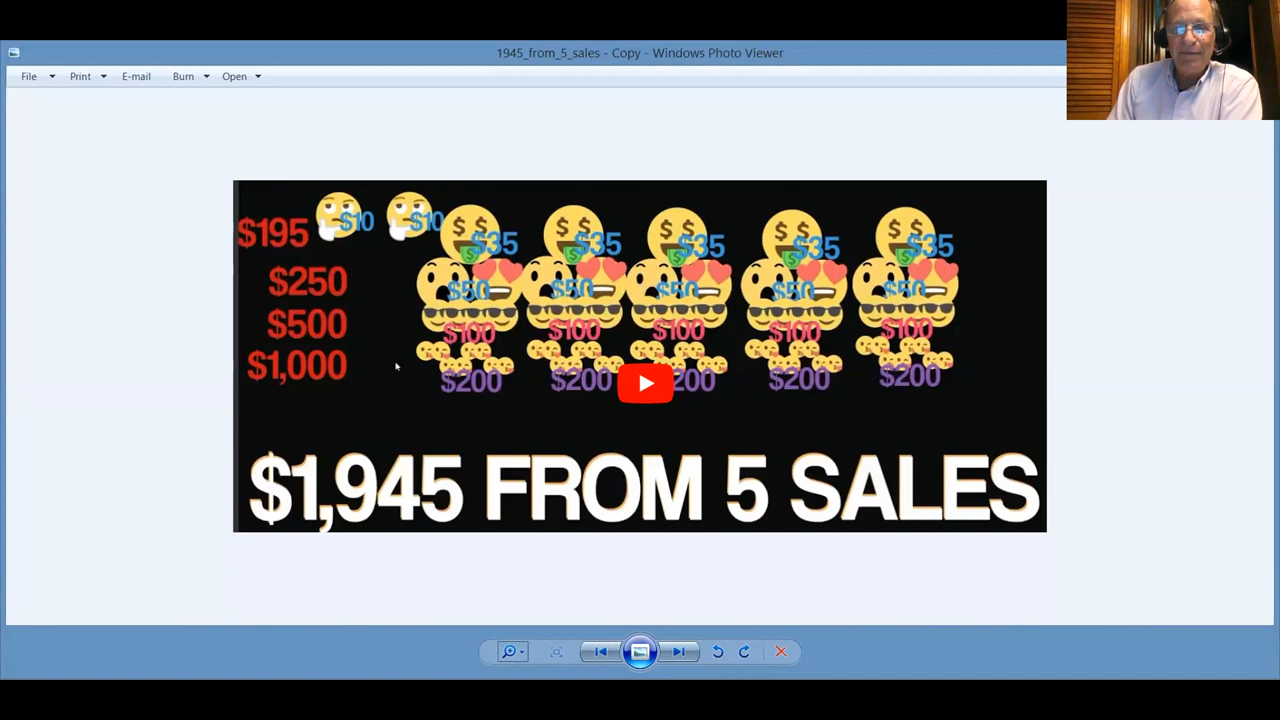 1945_from_5_sales - Copy - Windows Photo Viewer
File Print E-mail Burn Open
$195 $10 $10 $35 $35 $35 $35 $35
$250 $50 $50 $50 $50 $50
$500 $100 $100 $100 $100 $100
$1,000 $200 $200 $200 $200 $200
$1,945 FROM 5 SALES